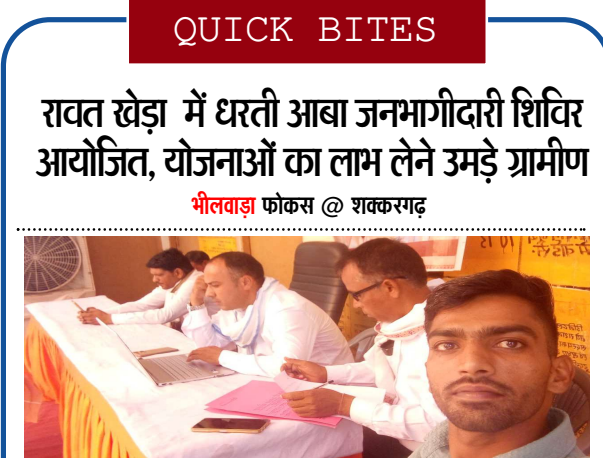 QUICK BITES
रावत खेड़ा में धरती आबा जनभागीदारी शिविर
आयोजित, योजनाओं का लाभ लेने उमड़े ग्रामीण
भीलवाड़ा फोकस @ शक्करगढ़